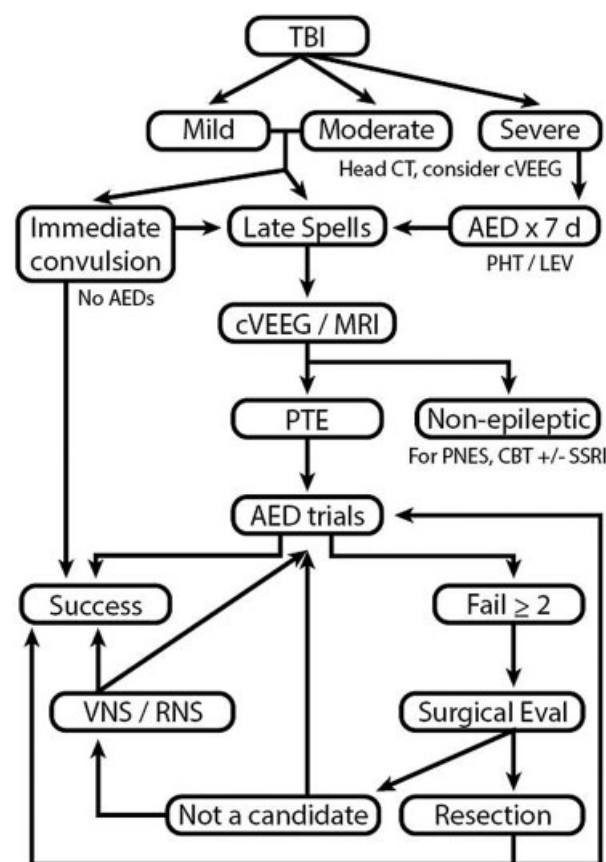 TBI
Mild
Moderate
Severe
Head CT, consider cVEEG
Immediate
convulsion
No AEDs
Late Spells
AED x 7 d
PHT / LEV
cVEEG / MRI
PTE
Non-epileptic
For PNES, CBT +/- SSRI
AED trials
Success
Fail ≥ 2
VNS / RNS
Surgical Eval
Not a candidate
Resection